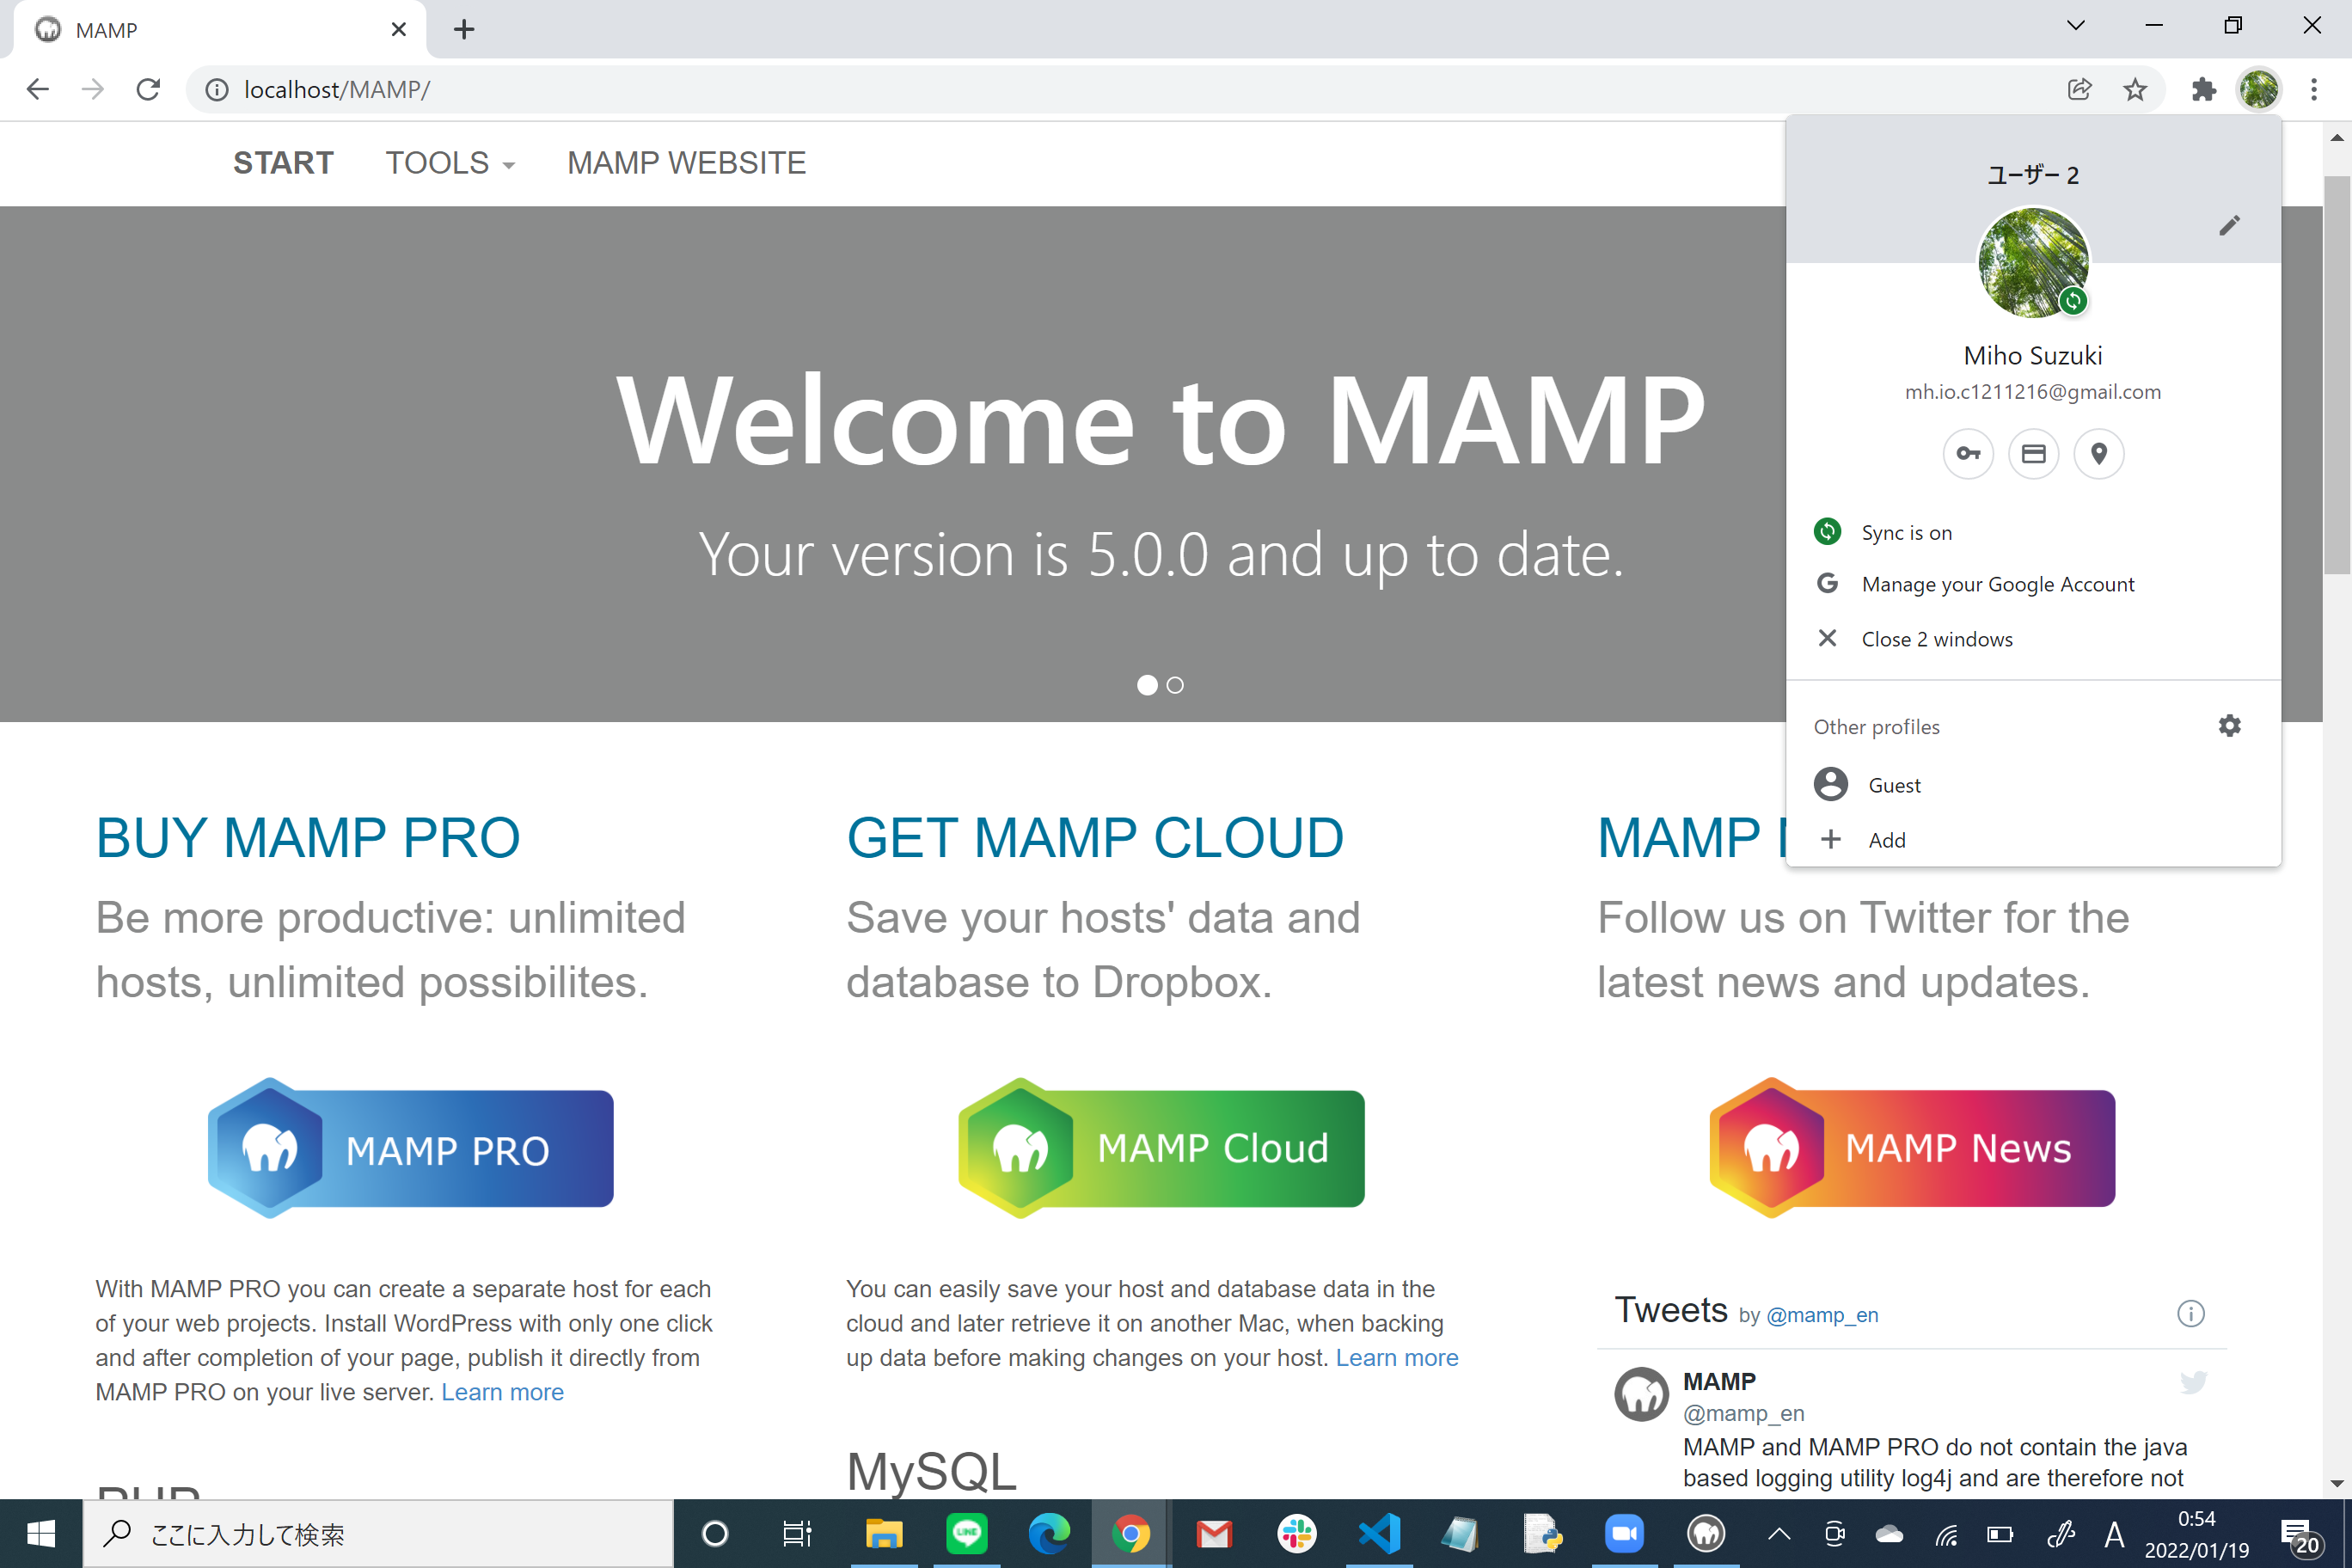 MAMP
localhost/MAMP/
START TOOLS MAMP WEBSITE
ユーザー 2
Miho Suzuki
mh.io.c1211216@gmail.com
Sync is on
Manage your Google Account
Close 2 windows
Other profiles
Guest
Add
Welcome to MAMP
Your version is 5.0.0 and up to date.
BUY MAMP PRO
Be more productive: unlimited
hosts, unlimited possibilites.
MAMP PRO
With MAMP PRO you can create a separate host for each
of your web projects. Install WordPress with only one click
and after completion of your page, publish it directly from
MAMP PRO on your live server. Learn more
PHP
GET MAMP CLOUD
Save your hosts' data and
database to Dropbox.
MAMP Cloud
You can easily save your host and database data in the
cloud and later retrieve it on another Mac, when backing
up data before making changes on your host. Learn more
MySQL
MAMP
Follow us on Twitter for the
latest news and updates.
MAMP News
Tweets by @mamp_en
MAMP
@mamp_en
MAMP and MAMP PRO do not contain the java
based logging utility log4j and are therefore not
ここに入力して検索
LINE
A
0:54
2022/01/19
20